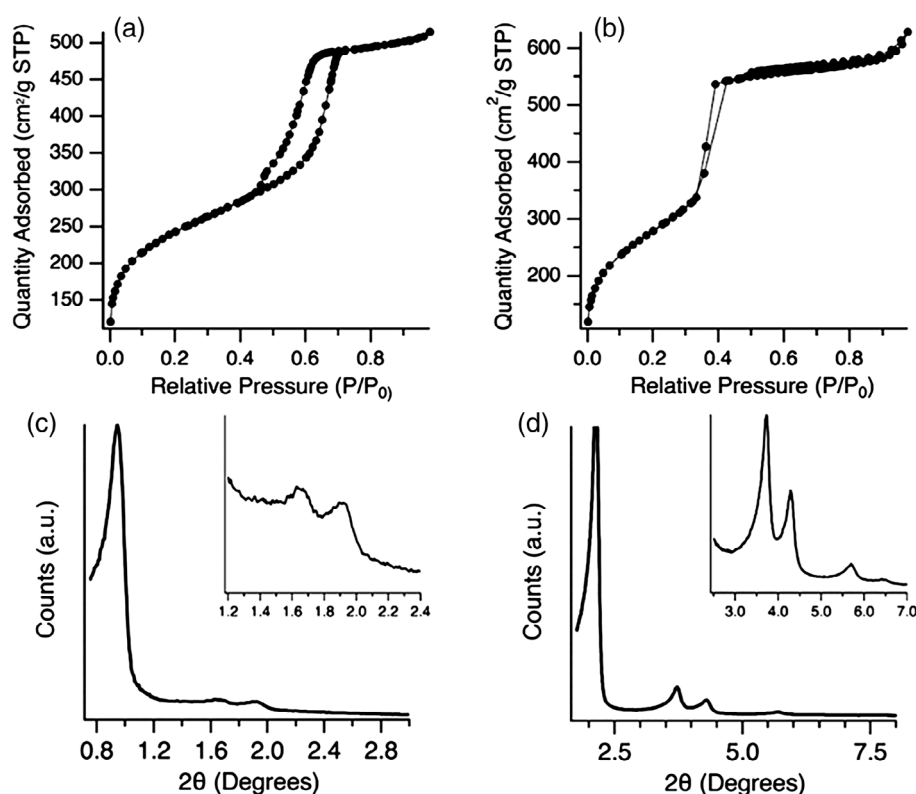 (a)
Quantity Adsorbed (cm²/g STP)
500
450
400
350
300
250
200
150
0.0 0.2 0.4 0.6 0.8
Relative Pressure (P/P₀)
(b)
Quantity Adsorbed (cm²/g STP)
600
500
400
300
200
0.0 0.2 0.4 0.6 0.8
Relative Pressure (P/P₀)
(c)
Counts (a.u.)
1.2 1.4 1.6 1.8 2.0 2.2 2.4
0.8 1.2 1.6 2.0 2.4 2.8
2θ (Degrees)
(d)
Counts (a.u.)
3.0 4.0 5.0 6.0 7.0
2.5 5.0 7.5
2θ (Degrees)